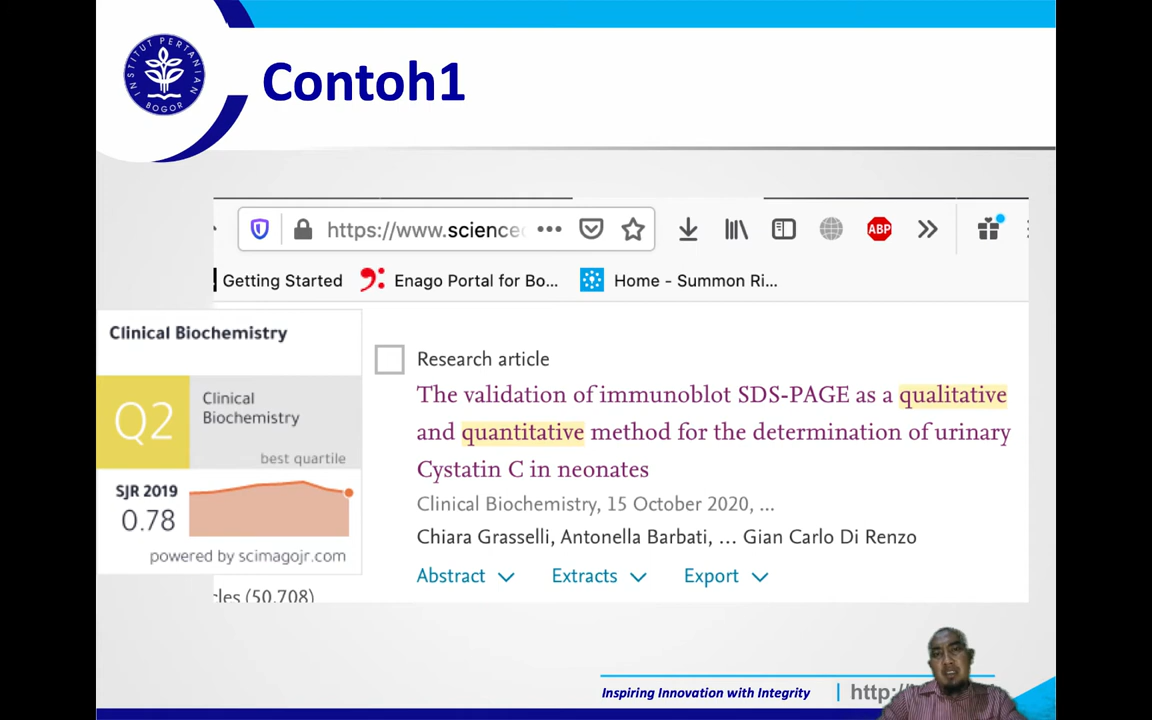 INSTITUT PERTANIAN
BOGOR
Contoh1
https://www.science
ABP
Getting Started
Enago Portal for Bo...
Home - Summon Ri...
Clinical Biochemistry
Q2
Clinical
Biochemistry
best quartile
SJR 2019
0.78
powered by scimagojr.com
cles (50,708)
Research article
The validation of immunoblot SDS-PAGE as a qualitative
and quantitative method for the determination of urinary
Cystatin C in neonates
Clinical Biochemistry, 15 October 2020, ...
Chiara Grasselli, Antonella Barbati, ... Gian Carlo Di Renzo
Abstract
Extracts
Export
Inspiring Innovation with Integrity
http:/